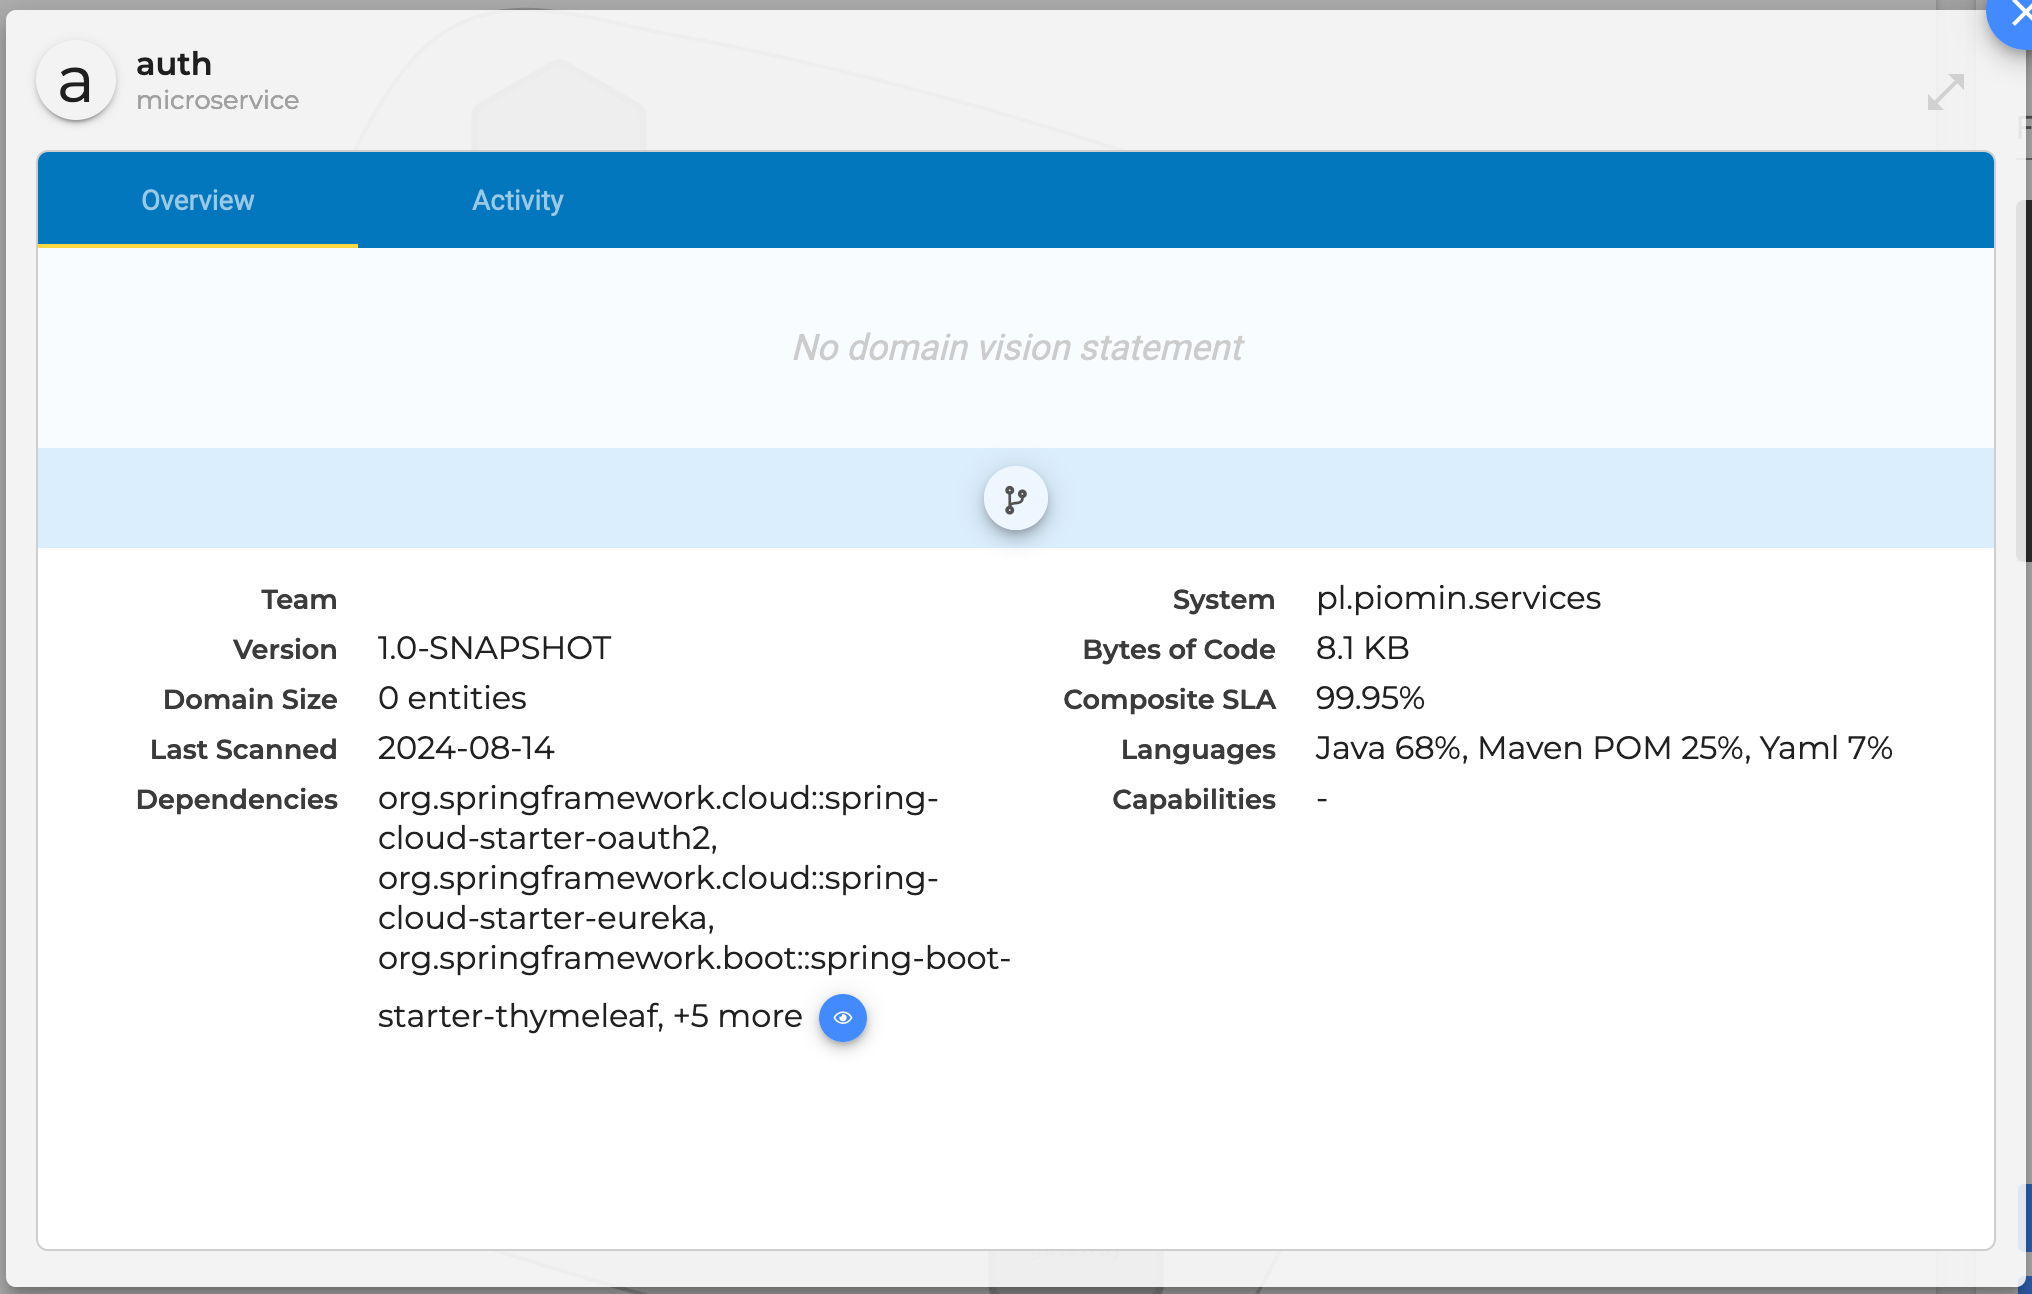 a
auth
microservice
Overview
Activity
No domain vision statement
Team
Version 1.0-SNAPSHOT
Domain Size 0 entities
Last Scanned 2024-08-14
Dependencies org.springframework.cloud::spring-
cloud-starter-oauth2,
org.springframework.cloud::spring-
cloud-starter-eureka,
org.springframework.boot::spring-boot-
starter-thymeleaf, +5 more
System pl.piomin.services
Bytes of Code 8.1 KB
Composite SLA 99.95%
Languages Java 68%, Maven POM 25%, Yaml 7%
Capabilities -